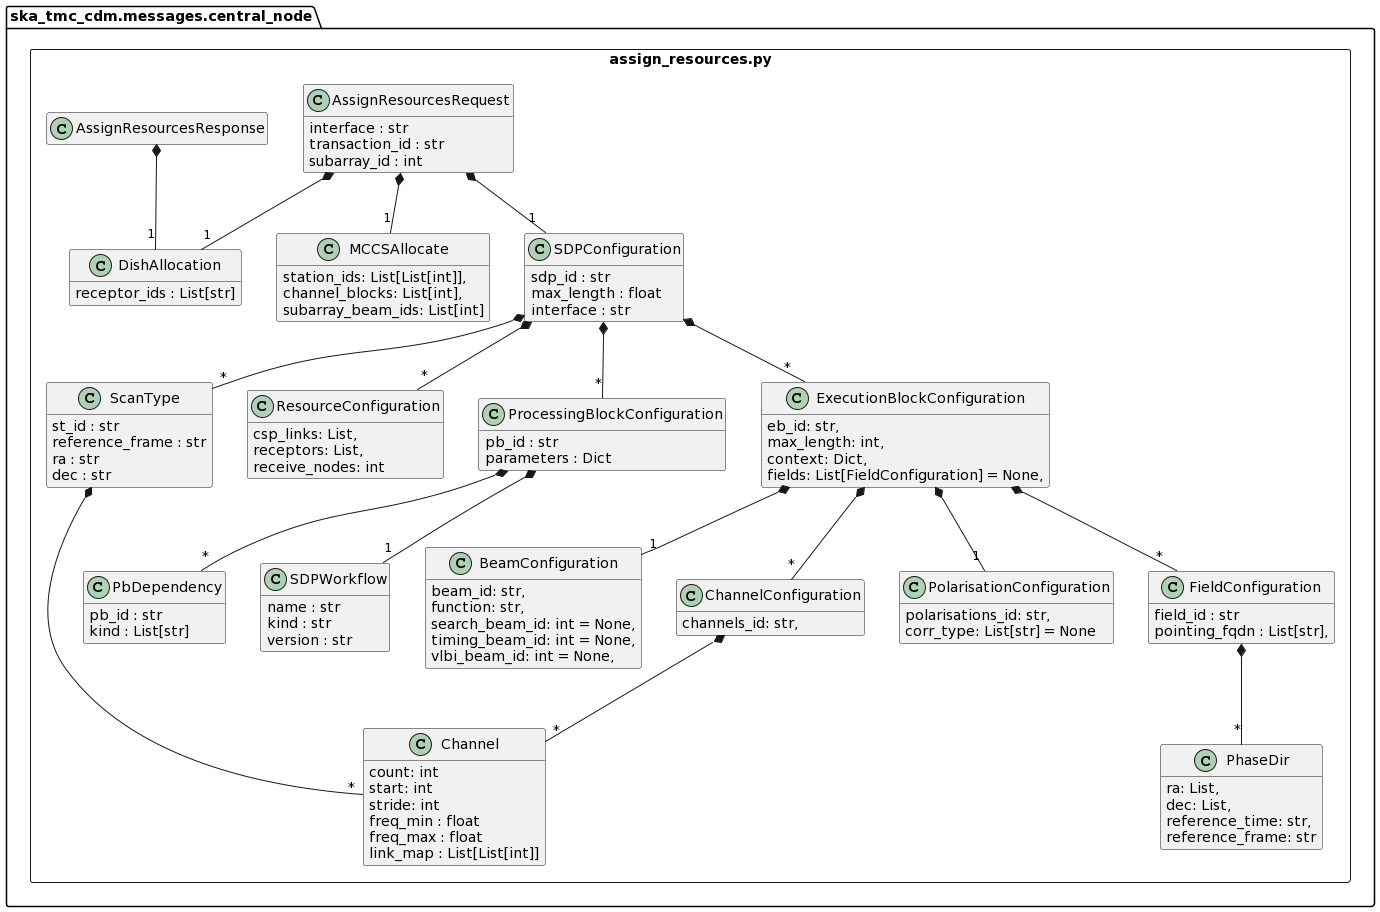 ska_tmc_cdm.messages.central_node
assign_resources.py
C AssignResourcesRequest
interface : str
transaction_id : str
subarray_id : int
C AssignResourcesResponse
1
1
1
1
C DishAllocation
receptor_ids : List[str]
C MCCSAllocate
station_ids: List[List[int]],
channel_blocks: List[int],
subarray_beam_ids: List[int]
C SDPConfiguration
sdp_id : str
max_length : float
interface : str
*
*
*
*
C ScanType
st_id : str
reference_frame : str
ra : str
dec : str
C ResourceConfiguration
csp_links: List,
receptors: List,
receive_nodes: int
C ProcessingBlockConfiguration
pb_id : str
parameters : Dict
C ExecutionBlockConfiguration
eb_id: str,
max_length: int,
context: Dict,
fields: List[FieldConfiguration] = None,
*
1
1
*
1
*
C PbDependency
pb_id : str
kind : List[str]
C SDPWorkflow
name : str
kind : str
version : str
C BeamConfiguration
beam_id: str,
function: str,
search_beam_id: int = None,
timing_beam_id: int = None,
vlbi_beam_id: int = None,
C ChannelConfiguration
channels_id: str,
C PolarisationConfiguration
polarisations_id: str,
corr_type: List[str] = None
C FieldConfiguration
field_id : str
pointing_fqdn : List[str],
*
*
*
C Channel
count: int
start: int
stride: int
freq_min : float
freq_max : float
link_map : List[List[int]]
C PhaseDir
ra: List,
dec: List,
reference_time: str,
reference_frame: str